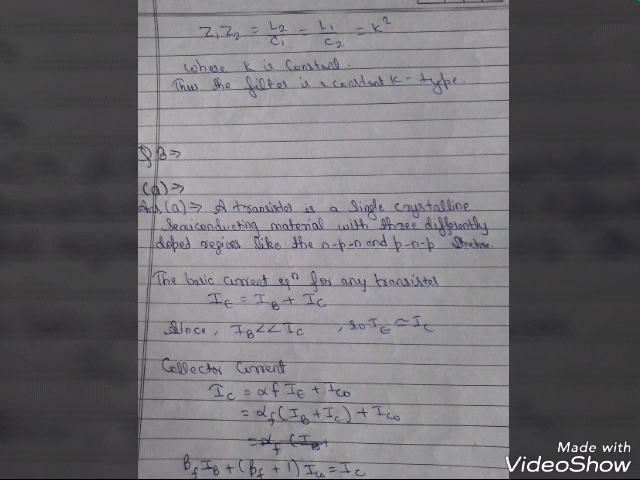 Z1Z2 = L2/C1 = L1/C2 = K²
where K is Constant.
Thus the filter is a constant K - type.
Q3 ⇒
(a) ⇒
Ans (a) ⇒ A transistor is a single crystalline
semiconducting material with three differently
doped regions like the n-p-n and p-n-p
The basic current eqⁿ for any transistor
IE = IB + IC
Since, IB << IC , so IE ≃ IC
Collector Current
IC = αf IE + ICO
= αf (IB + IC) + ICO
= αf (IB +
βf IB + (βf + 1) ICO = IC
Made with
VideoShow